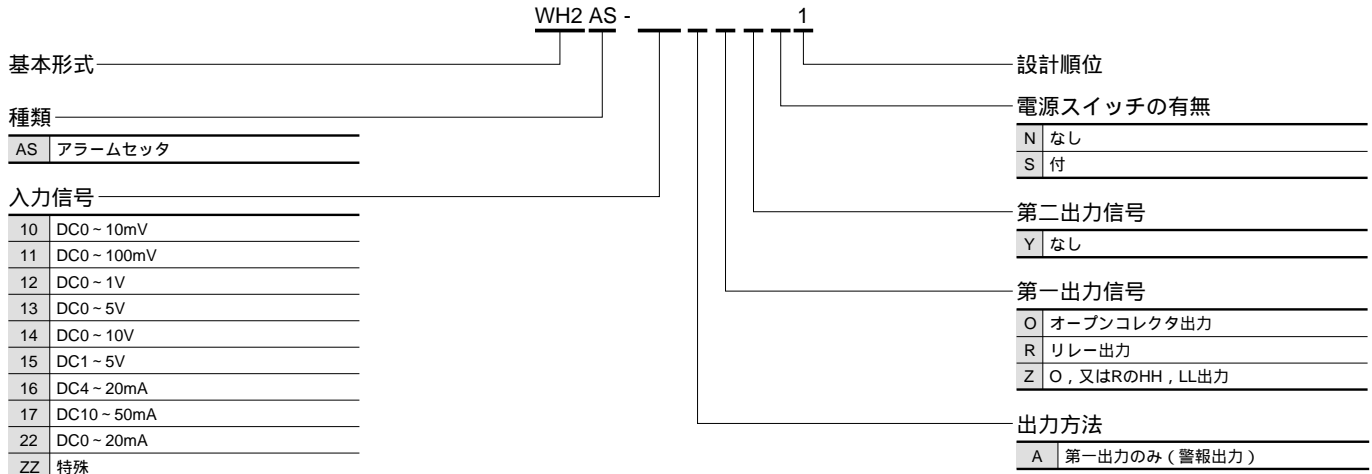 WH2 AS - 1
基本形式
種類
AS アラームセッタ
入力信号
10 DC0~10mV
11 DC0~100mV
12 DC0~1V
13 DC0~5V
14 DC0~10V
15 DC1~5V
16 DC4~20mA
17 DC10~50mA
22 DC0~20mA
ZZ 特殊
設計順位
電源スイッチの有無
N なし
S 付
第二出力信号
Y なし
第一出力信号
O オープンコレクタ出力
R リレー出力
Z O,又はRのHH,LL出力
出力方法
A 第一出力のみ(警報出力)